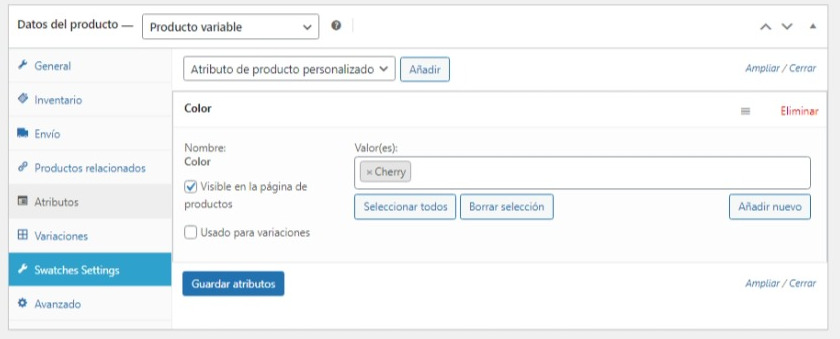 Datos del producto — Producto variable
General
Inventario
Envío
Productos relacionados
Atributos
Variaciones
Swatches Settings
Avanzado
Atributo de producto personalizado Añadir Ampliar / Cerrar
Color Eliminar
Nombre:
Color
Visible en la página de
productos
Usado para variaciones
Valor(es):
× Cherry
Seleccionar todos Borrar selección Añadir nuevo
Guardar atributos Ampliar / Cerrar